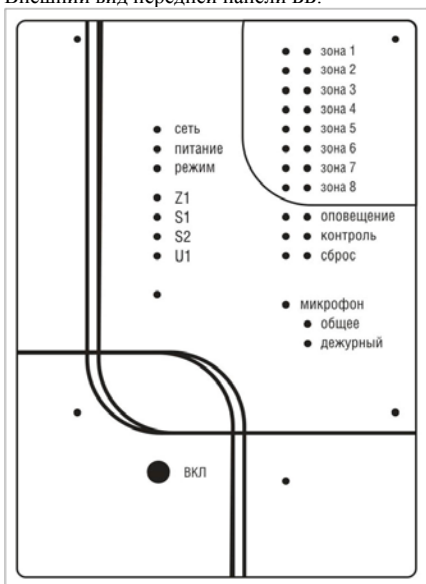 Внешний вид передней панели ББ:
зона 1
зона 2
зона 3
зона 4
зона 5
зона 6
зона 7
зона 8
сеть
питание
режим
Z1
S1
S2
U1
оповещение
контроль
сброс
микрофон
общее
дежурный
ВКЛ